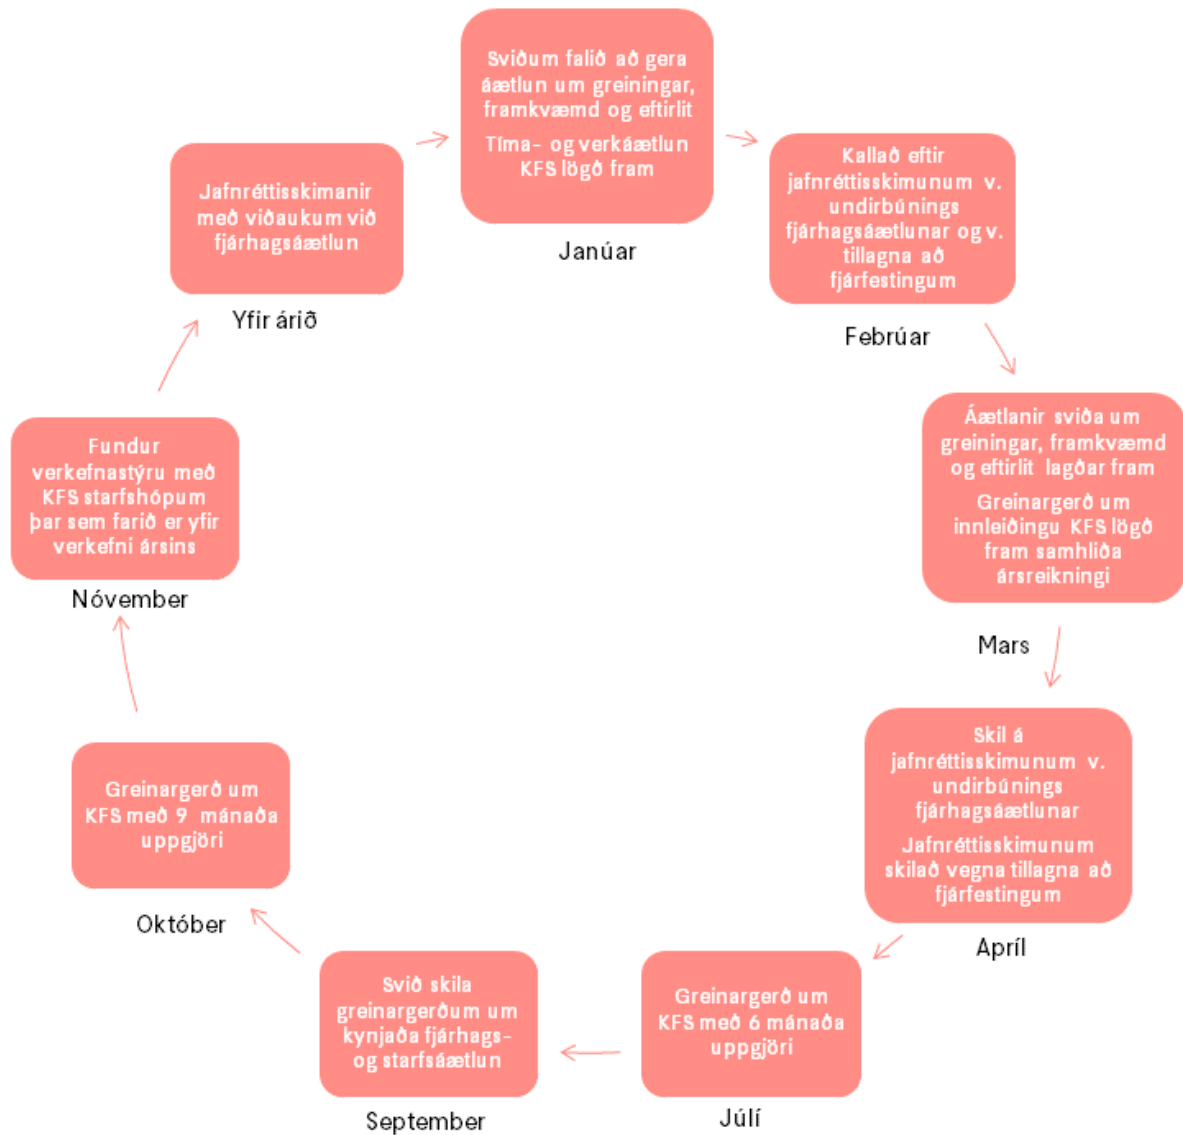 Sviðum falið að gera
áætlun um greiningar,
framkvæmd og eftirlit
Tíma- og verkáætlun
KFS lögð fram
Janúar
Kallað eftir
jafnréttisskimunum v.
undirbúnings
fjárhagsáætlunar og v.
tillagna að
fjárfestingum
Febrúar
Áætlanir sviða um
greiningar, framkvæmd
og eftirlit lagðar fram
Greinargerð um
innleiðingu KFS lögð
fram samhliða
ársreikningi
Mars
Skil á
jafnréttisskimunum v.
undirbúnings
fjárhagsáætlunar
Jafnréttisskimunum
skilað vegna tillagna að
fjárfestingum
Apríl
Greinargerð um
KFS með 6 mánaða
uppgjöri
Júlí
Svið skila
greinargerðum um
kynjaða fjárhags-
og starfsáætlun
September
Greinargerð um
KFS með 9 mánaða
uppgjöri
Október
Fundur
verkefnastýru með
KFS starfshópum
þar sem farið er yfir
verkefni ársins
Nóvember
Jafnréttisskimanir
með viðaukum við
fjárhagsáætlun
Yfir árið